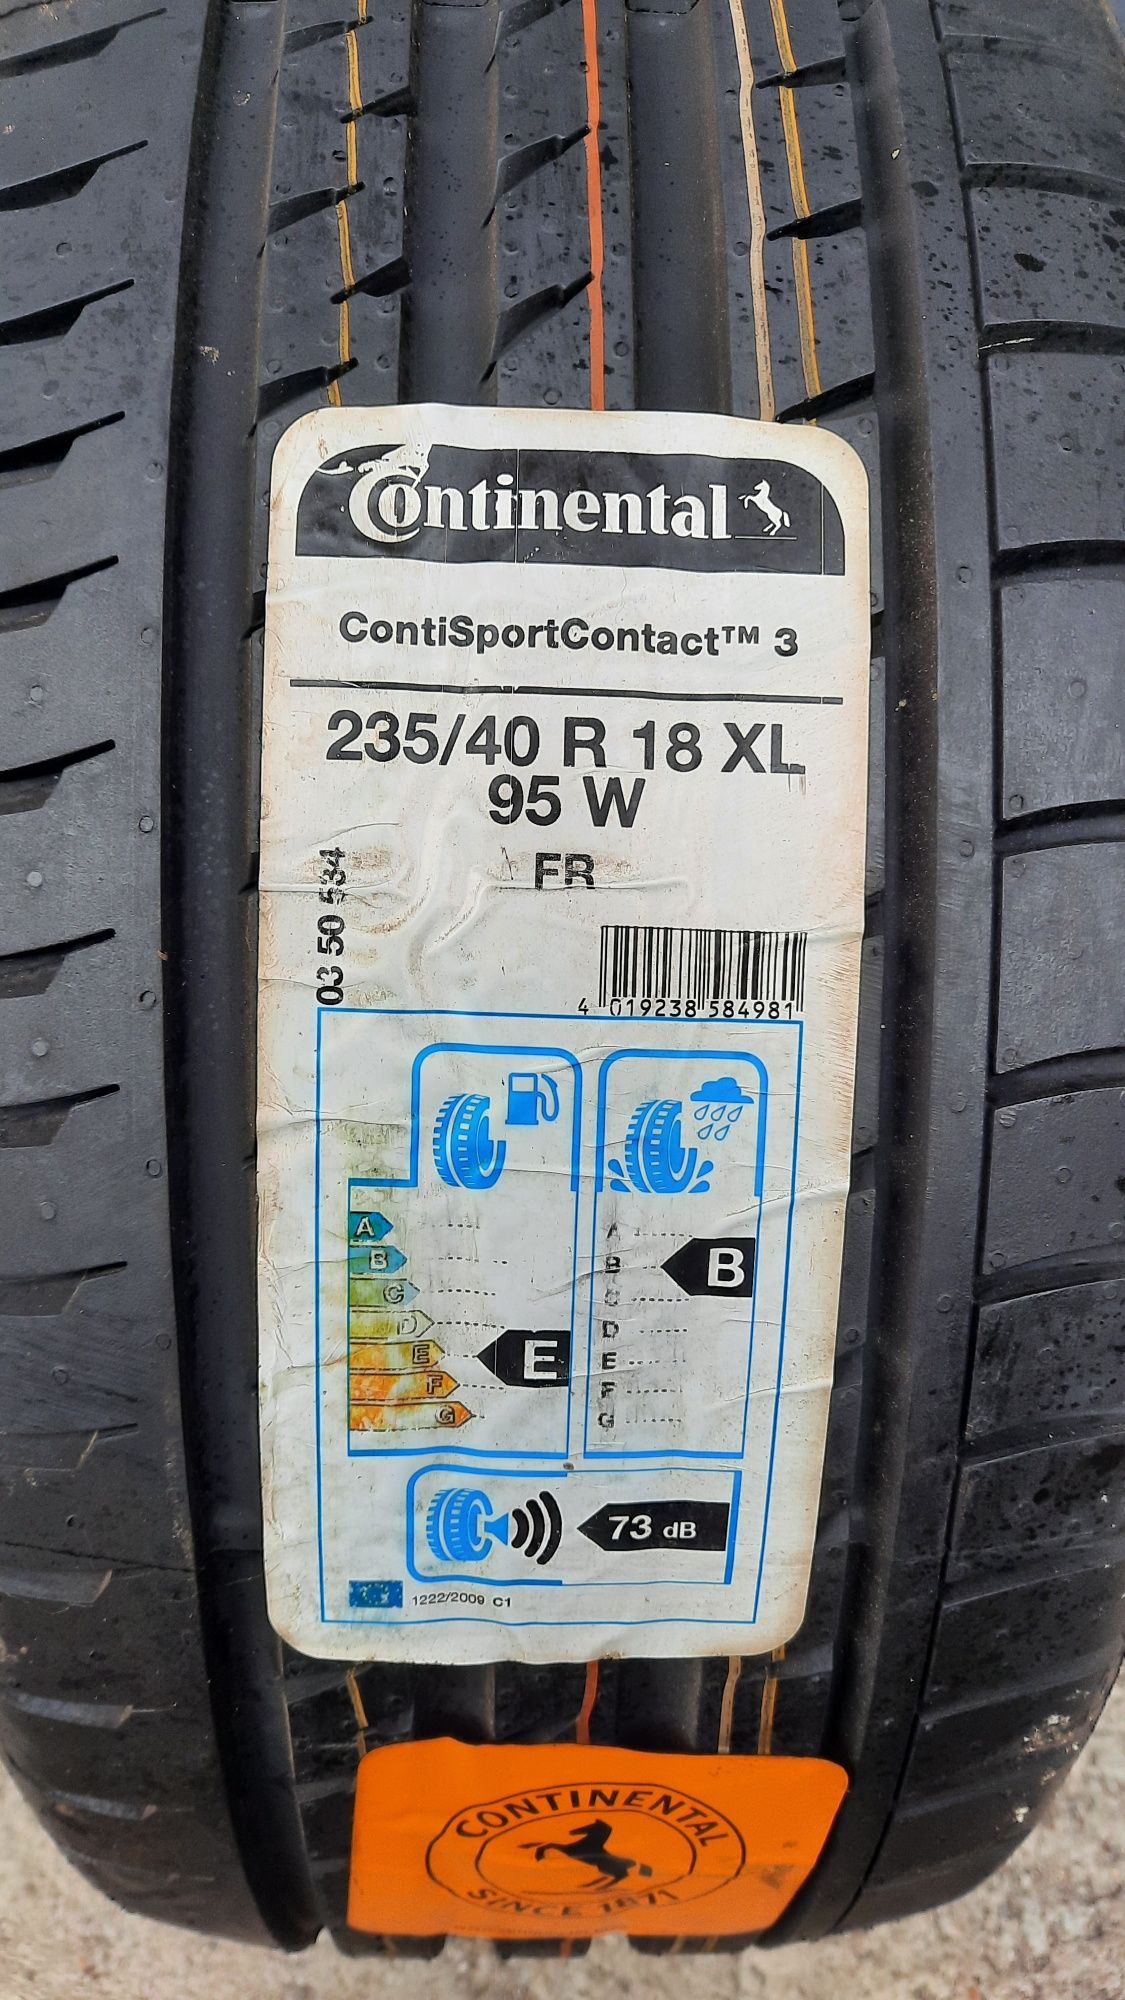 Continental
ContiSportContact™ 3
235/40 R 18 XL
95 W
FR
03 50 534
4 019238 584981
A
B
C
D
E
F
G
E
A
B
C
D
E
F
G
B
73 dB
1222/2009 C1
CONTINENTAL
SINCE 1871